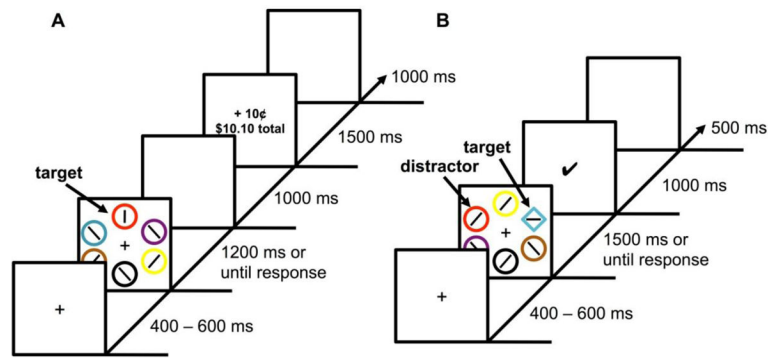 A
+ 10¢
$10.10 total
1000 ms
1500 ms
target
1000 ms
+
1200 ms or
until response
+
400 – 600 ms
B
500 ms
✓
1000 ms
target
distractor
+
1500 ms or
until response
+
400 – 600 ms